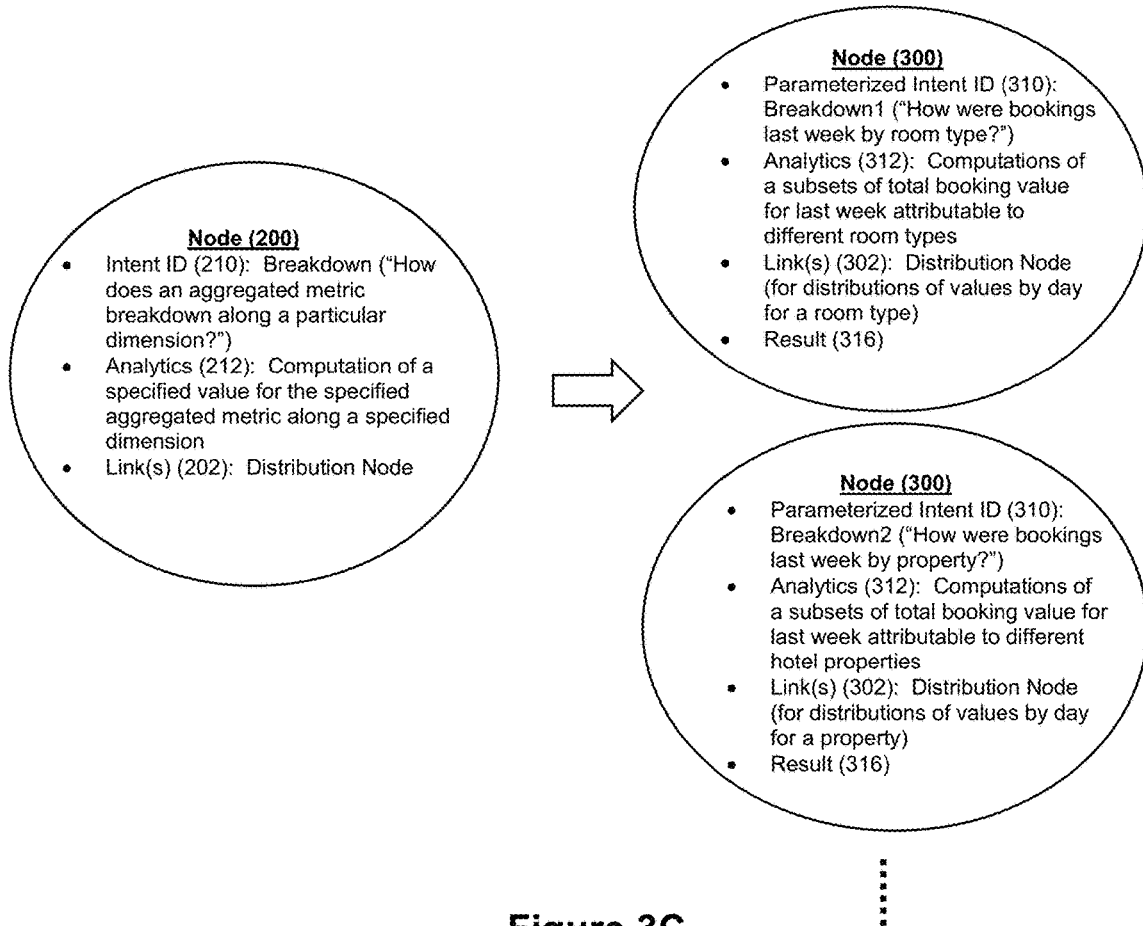 Node (200)
• Intent ID (210): Breakdown ("How
does an aggregated metric
breakdown along a particular
dimension?")
• Analytics (212): Computation of a
specified value for the specified
aggregated metric along a specified
dimension
• Link(s) (202): Distribution Node
Node (300)
• Parameterized Intent ID (310):
Breakdown1 ("How were bookings
last week by room type?")
• Analytics (312): Computations of
a subsets of total booking value
for last week attributable to
different room types
• Link(s) (302): Distribution Node
(for distributions of values by day
for a room type)
• Result (316)
Node (300)
• Parameterized Intent ID (310):
Breakdown2 ("How were bookings
last week by property?")
• Analytics (312): Computations of
a subsets of total booking value for
last week attributable to different
hotel properties
• Link(s) (302): Distribution Node
(for distributions of values by day
for a property)
• Result (316)
Figure 3C